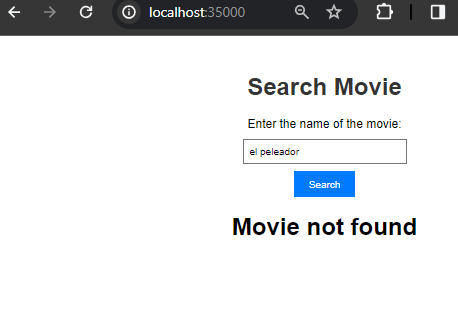 localhost:35000
Search Movie
Enter the name of the movie:
el peleador
Search
Movie not found